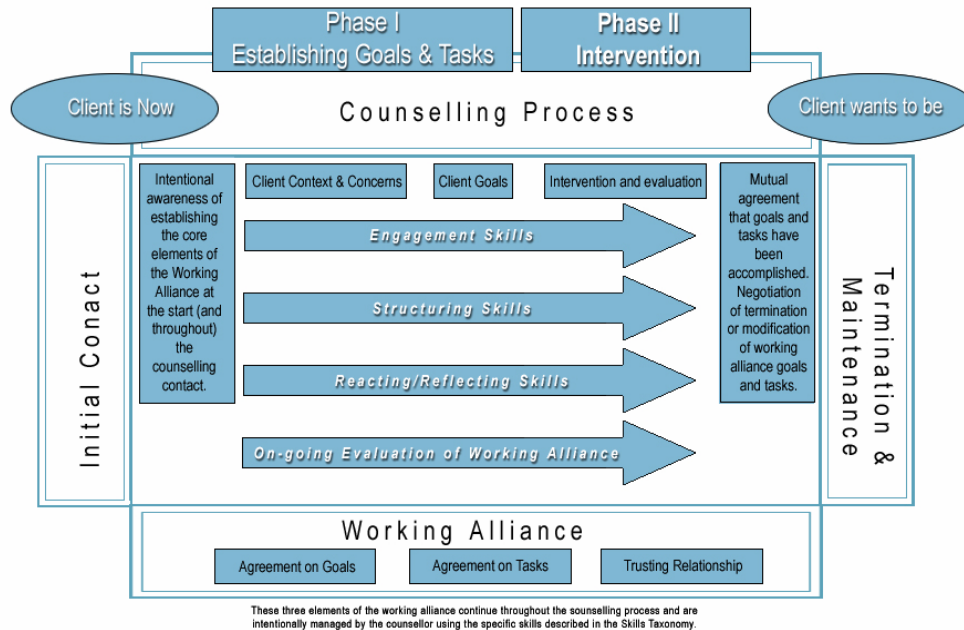 Phase I
Establishing Goals & Tasks
Phase II
Intervention
Client is Now
Counselling Process
Client wants to be
Initial Conact
Intentional
awareness of
establishing
the core
elements of
the Working
Alliance at
the start (and
throughout)
the
counselling
contact.
Client Context & Concerns
Client Goals
Intervention and evaluation
Engagement Skills
Structuring Skills
Reacting/Reflecting Skills
On-going Evaluation of Working Alliance
Mutual
agreement
that goals and
tasks have
been
accomplished.
Negotiation
of termination
or modification
of working
alliance goals
and tasks.
Termination &
Maintenance
Working Alliance
Agreement on Goals
Agreement on Tasks
Trusting Relationship
These three elements of the working alliance continue throughout the sounselling process and are
intentionally managed by the counsellor using the specific skills described in the Skills Taxonomy.